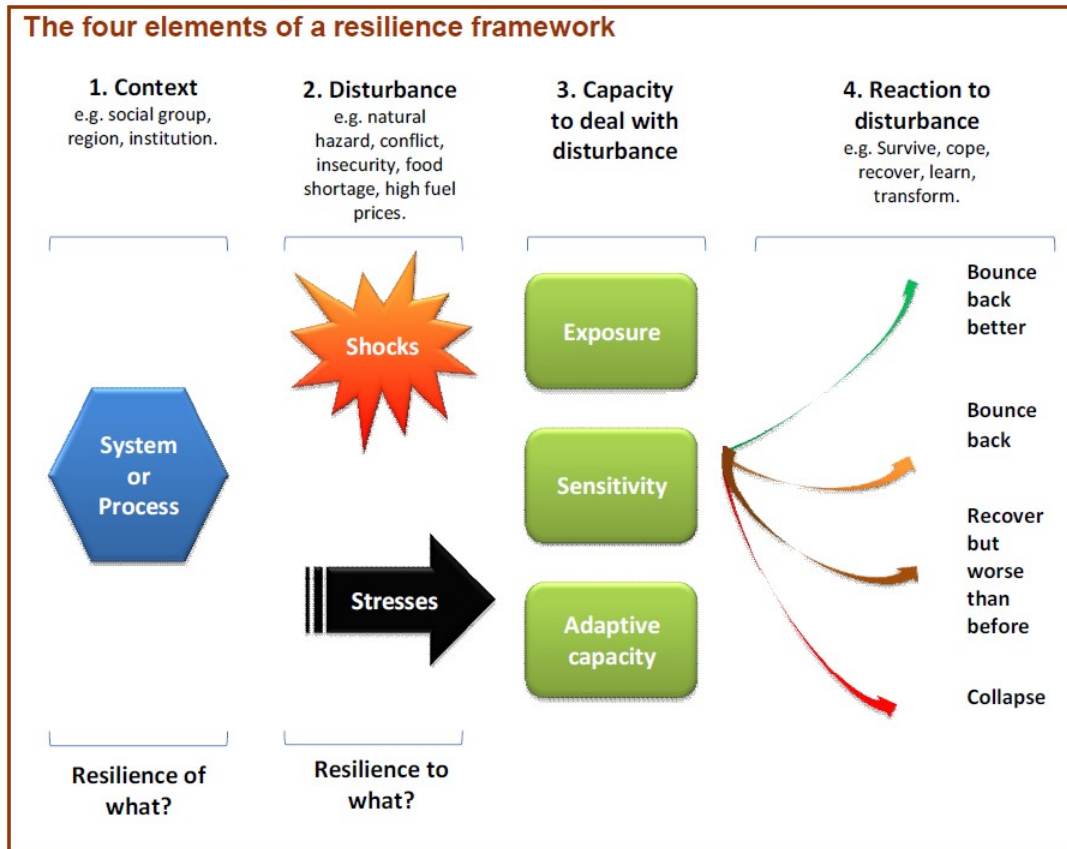 The four elements of a resilience framework
1. Context
e.g. social group,
region, institution.
2. Disturbance
e.g. natural
hazard, conflict,
insecurity, food
shortage, high fuel
prices.
3. Capacity
to deal with
disturbance
4. Reaction to
disturbance
e.g. Survive, cope,
recover, learn,
transform.
System
or
Process
Shocks
Stresses
Exposure
Sensitivity
Adaptive
capacity
Bounce
back
better
Bounce
back
Recover
but
worse
than
before
Collapse
Resilience of
what?
Resilience to
what?